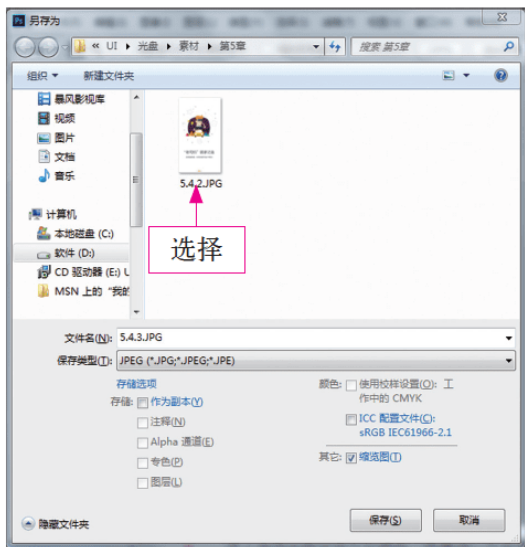 Ps 另存为
« UI ▸ 光盘 ▸ 素材 ▸ 第5章
搜索 第5章
组织 新建文件夹
暴风影视库
视频
图片
文档
音乐
计算机
本地磁盘 (C:)
软件 (D:)
CD 驱动器 (E:) U
MSN 上的 "我的
5.4.2.JPG
选择
文件名(N): 5.4.3.JPG
保存类型(T): JPEG (*.JPG;*.JPEG;*.JPE)
存储选项
存储: 作为副本(Y)
注释(N)
Alpha 通道(E)
专色(P)
图层(L)
颜色: 使用校样设置(O): 工
作中的 CMYK
ICC 配置文件(C):
sRGB IEC61966-2.1
其它: 缩览图(T)
隐藏文件夹
保存(S) 取消